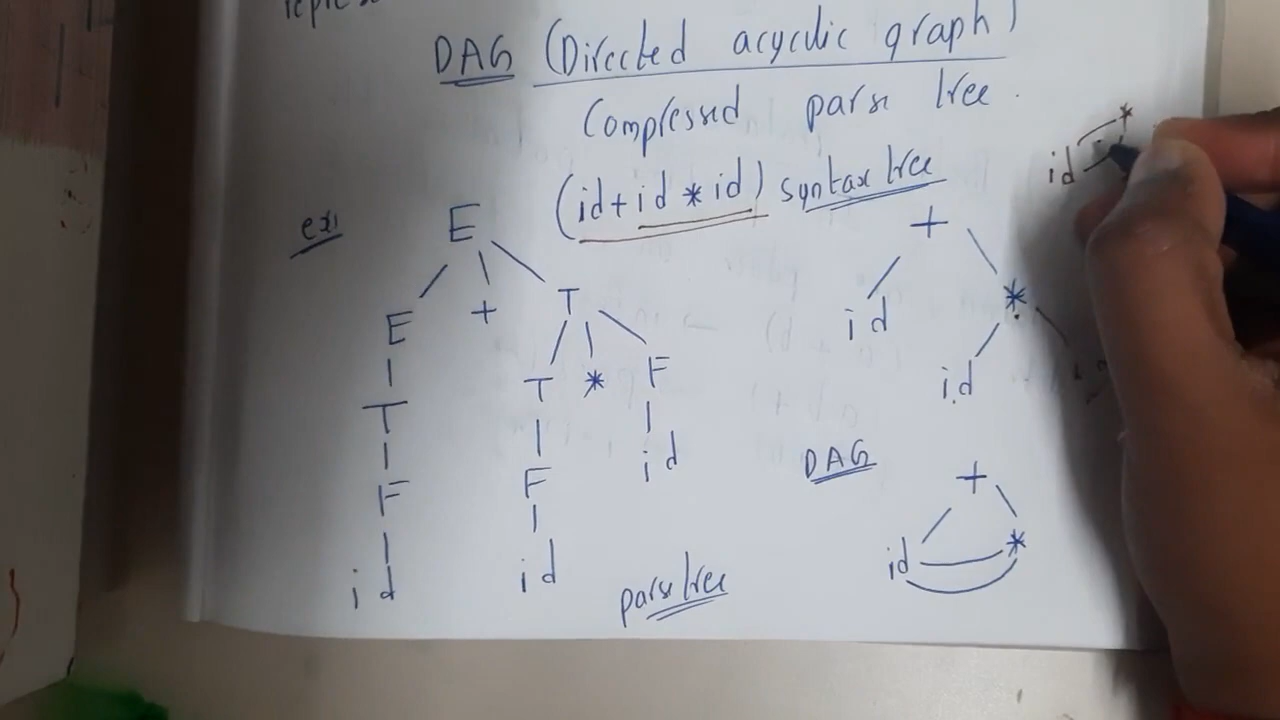 DAG (Directed acyclic graph)
Compressed parse tree.
(id+id * id) syntax tree
ex:
E
E + T
T
T * F
F
F
id
id
id
parse tree
+
id *
id
DAG
+
id *
id *